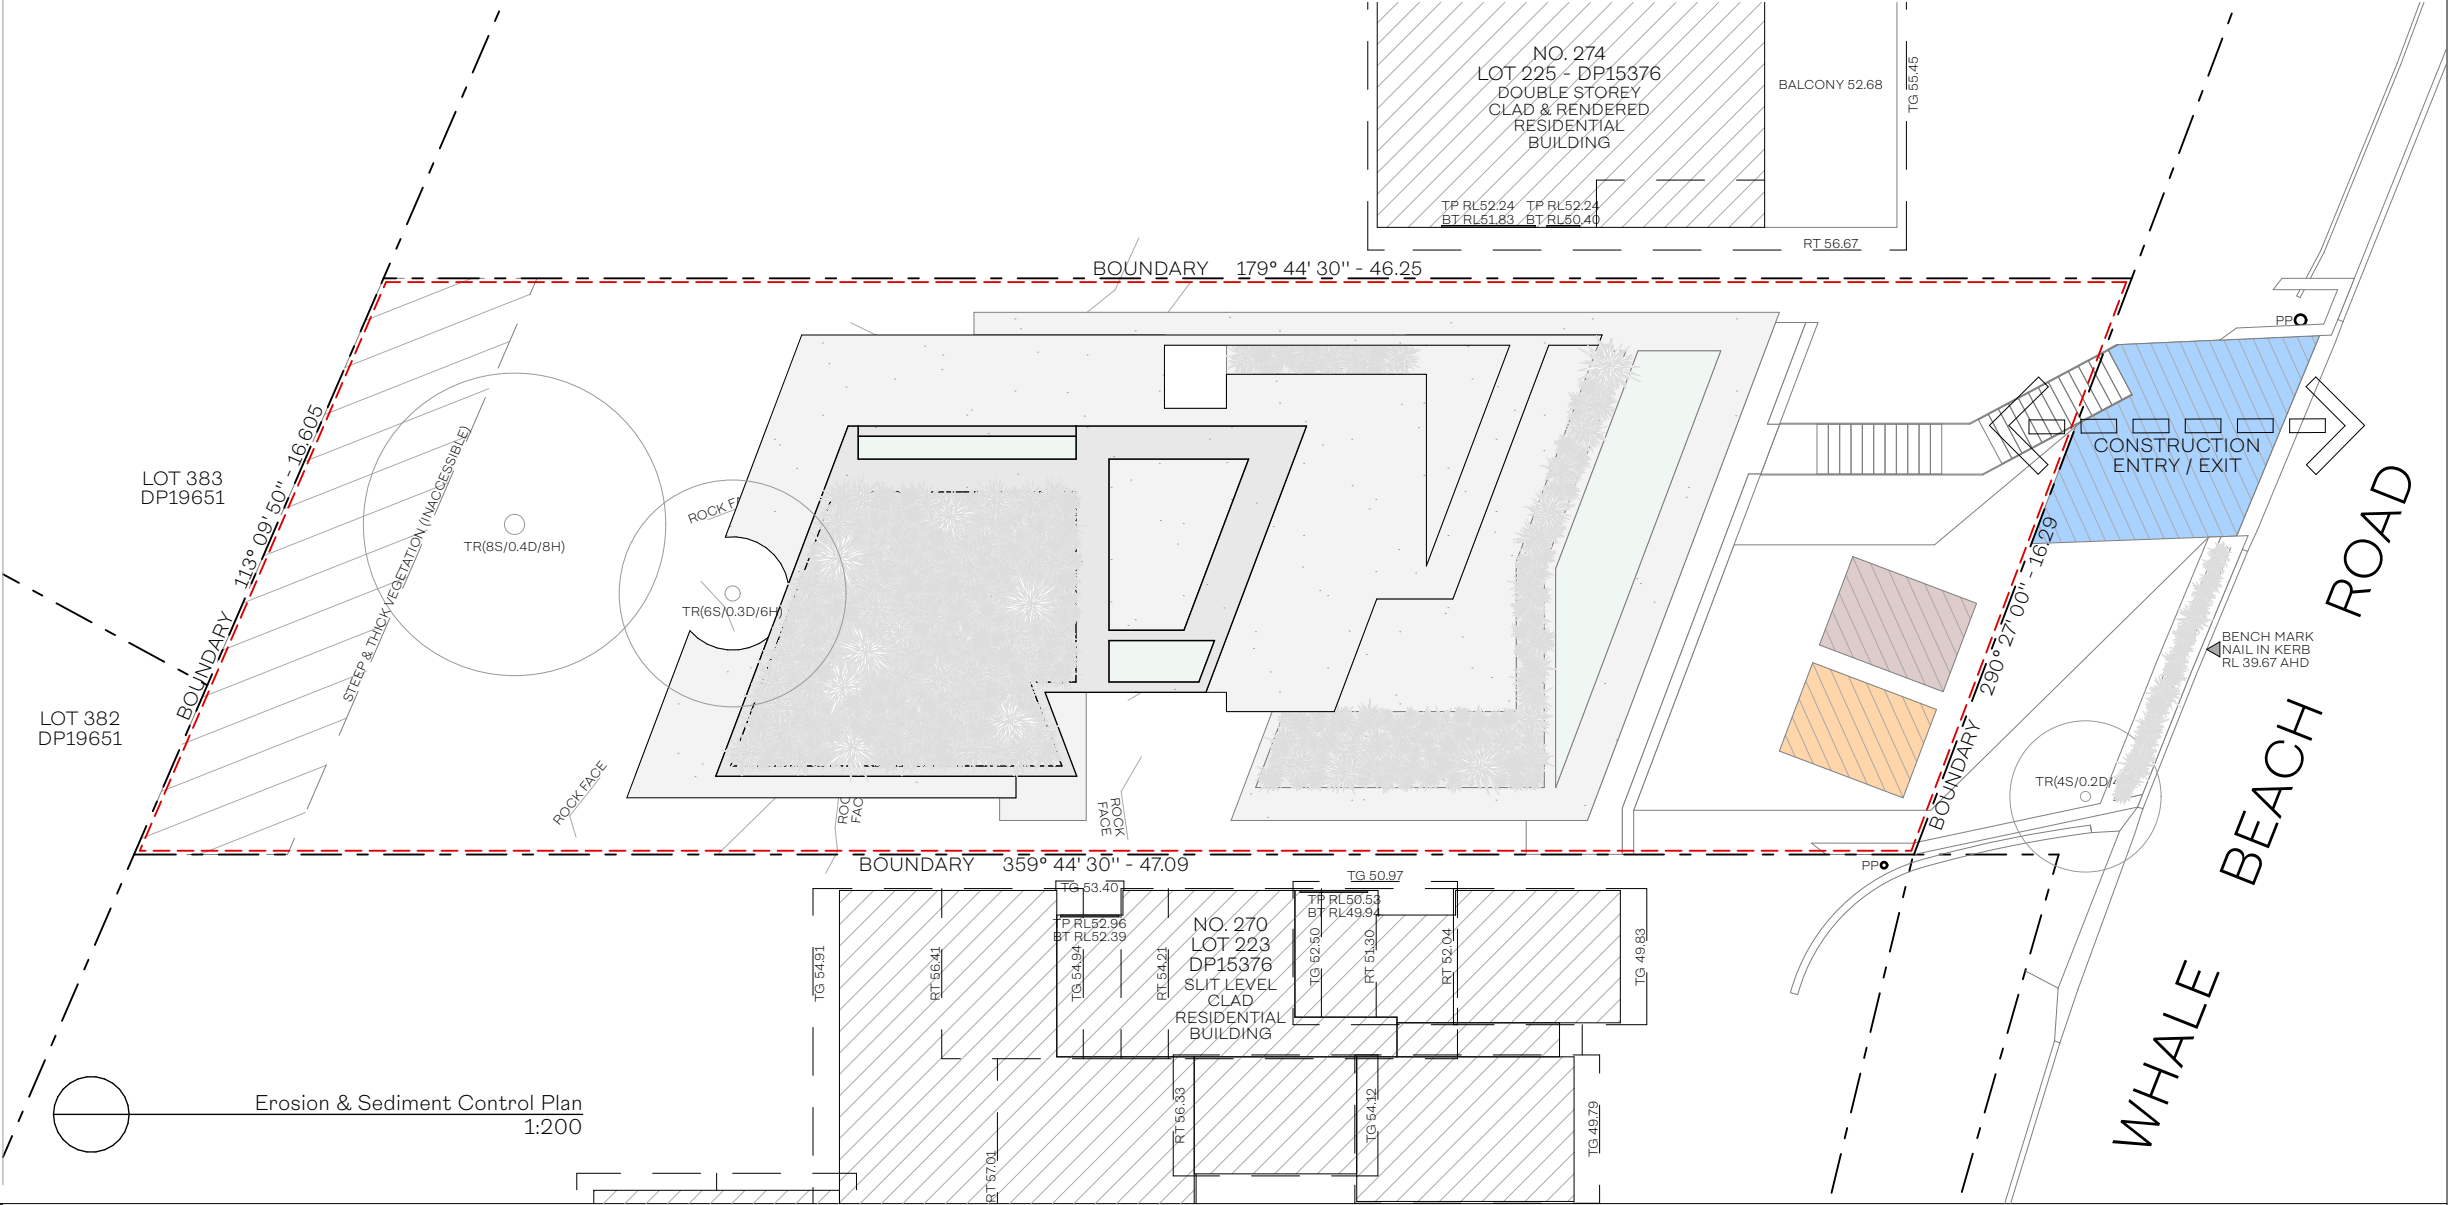 NO. 274
LOT 225 - DP15376
DOUBLE STOREY
CLAD & RENDERED
RESIDENTIAL
BUILDING
BALCONY 52.68
TG 55.45
TP RL52.24 TP RL52.24
BT RL51.83 BT RL50.40
RT 56.67
BOUNDARY 179° 44' 30'' - 46.25
PP
CONSTRUCTION
ENTRY / EXIT
LOT 383
DP19651
BOUNDARY 113° 09' 50'' - 16.605
STEEP & THICK VEGETATION (INACCESSIBLE)
TR(8S/0.4D/8H)
ROCK
TR(6S/0.3D/6H)
LOT 382
DP19651
ROCK FACE
ROCK
FACE
BOUNDARY 290° 27' 00'' - 16.29
BENCH MARK
NAIL IN KERB
RL 39.67 AHD
TR(4S/0.2D/
WHALE BEACH ROAD
BOUNDARY 359° 44' 30'' - 47.09
PP
TG 53.40
TP RL52.96
BT RL52.39
TG 50.97
TP RL50.53
BT RL49.94
NO. 270
LOT 223
DP15376
SLIT LEVEL
CLAD
RESIDENTIAL
BUILDING
TG 54.91
RT 56.41
TG 54.94
RT 54.21
TG 52.50
RT 51.30
RT 52.04
TG 49.83
RT 56.33
TG 54.12
TG 49.79
RT 57.01
Erosion & Sediment Control Plan
1:200